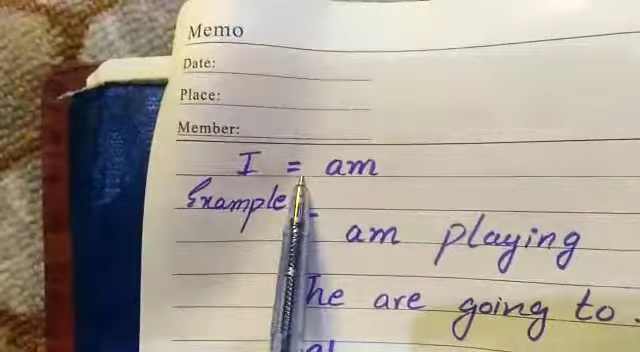 Memo
Date:
Place:
Member:
I = am
Example
am playing
he are going to.